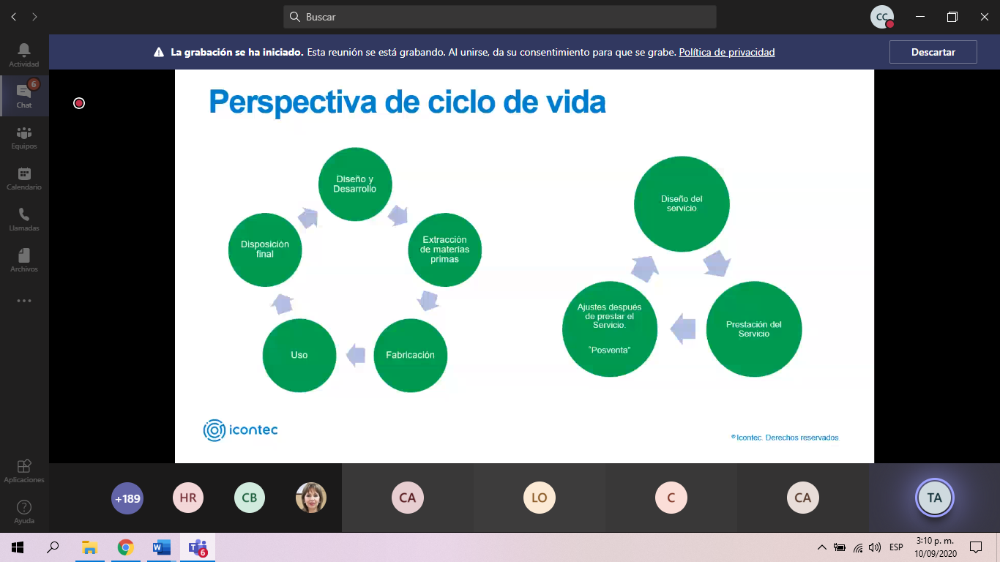 Buscar
CC
La grabación se ha iniciado. Esta reunión se está grabando. Al unirse, da su consentimiento para que se grabe. Política de privacidad
Descartar
Actividad
6
Chat
Equipos
Calendario
Llamadas
Archivos
Aplicaciones
Ayuda
Perspectiva de ciclo de vida
Diseño y
Desarrollo
Extracción
de materias
primas
Fabricación
Uso
Disposición
final
Diseño del
servicio
Prestación del
Servicio
Ajustes después
de prestar el
Servicio.
“Posventa”
icontec
® Icontec. Derechos reservados
+189
HR
CB
CA
LO
C
CA
TA
6
ESP
3:10 p. m.
10/09/2020